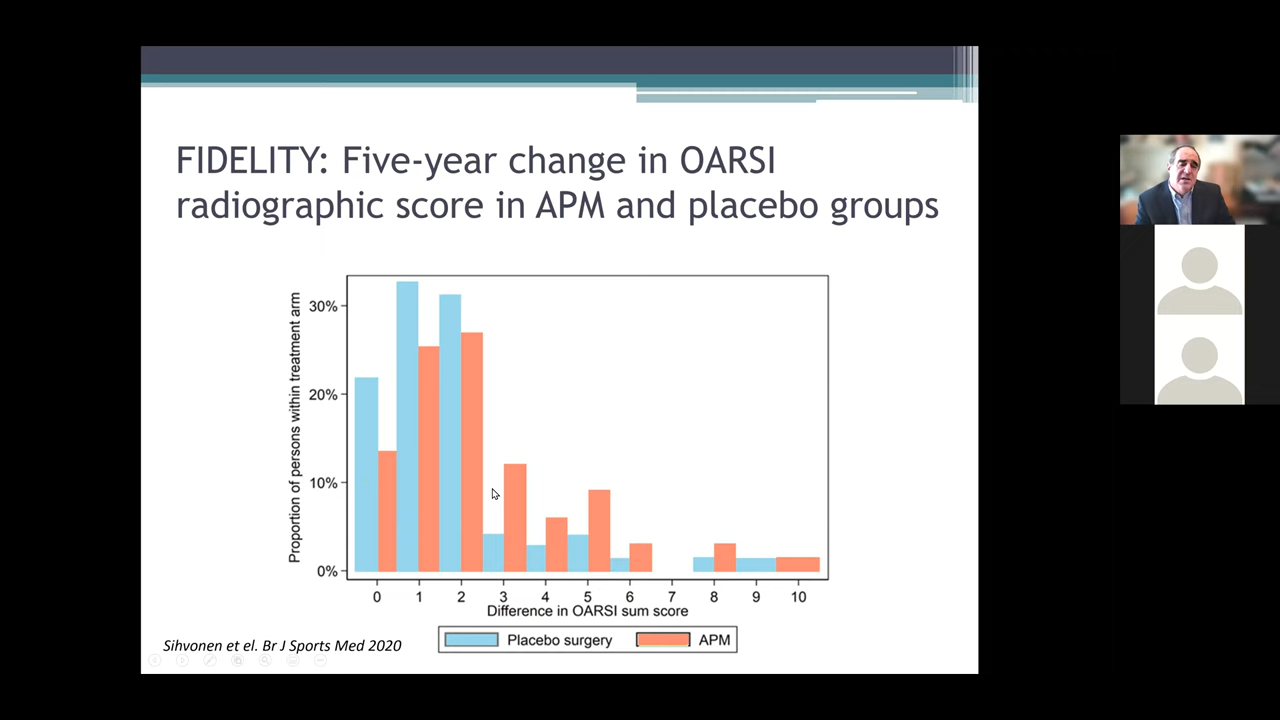 FIDELITY: Five-year change in OARSI
radiographic score in APM and placebo groups
Proportion of persons within treatment arm
30%
20%
10%
0%
0 1 2 3 4 5 6 7 8 9 10
Difference in OARSI sum score
Placebo surgery APM
Sihvonen et el. Br J Sports Med 2020